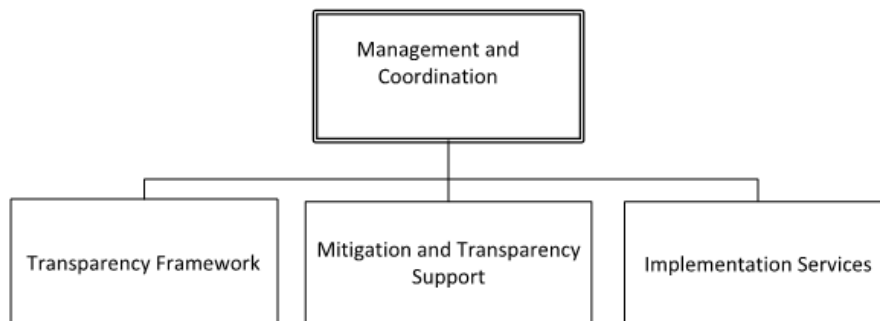 Management and
Coordination
Transparency Framework
Mitigation and Transparency
Support
Implementation Services